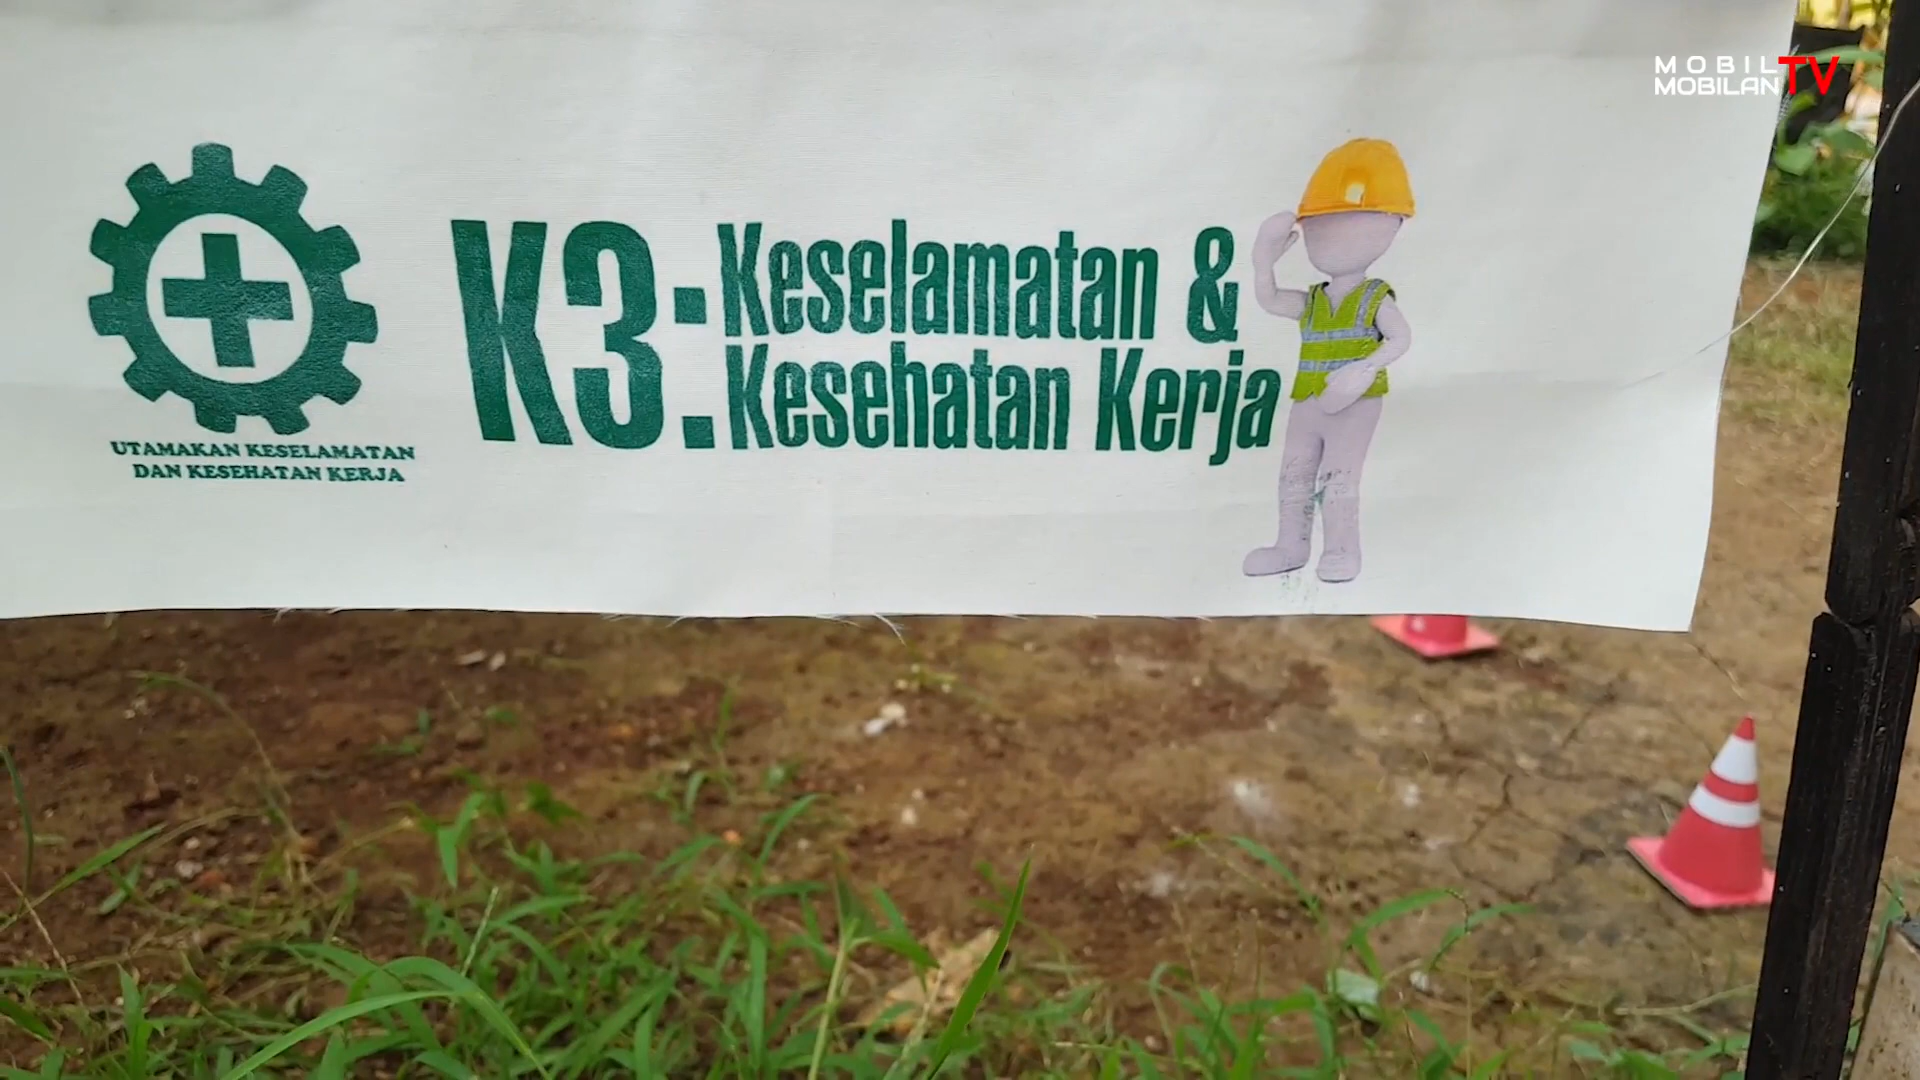 MOBIL
MOBILAN TV
K3: Keselamatan &
Kesehatan Kerja
UTAMAKAN KESELAMATAN
DAN KESEHATAN KERJA